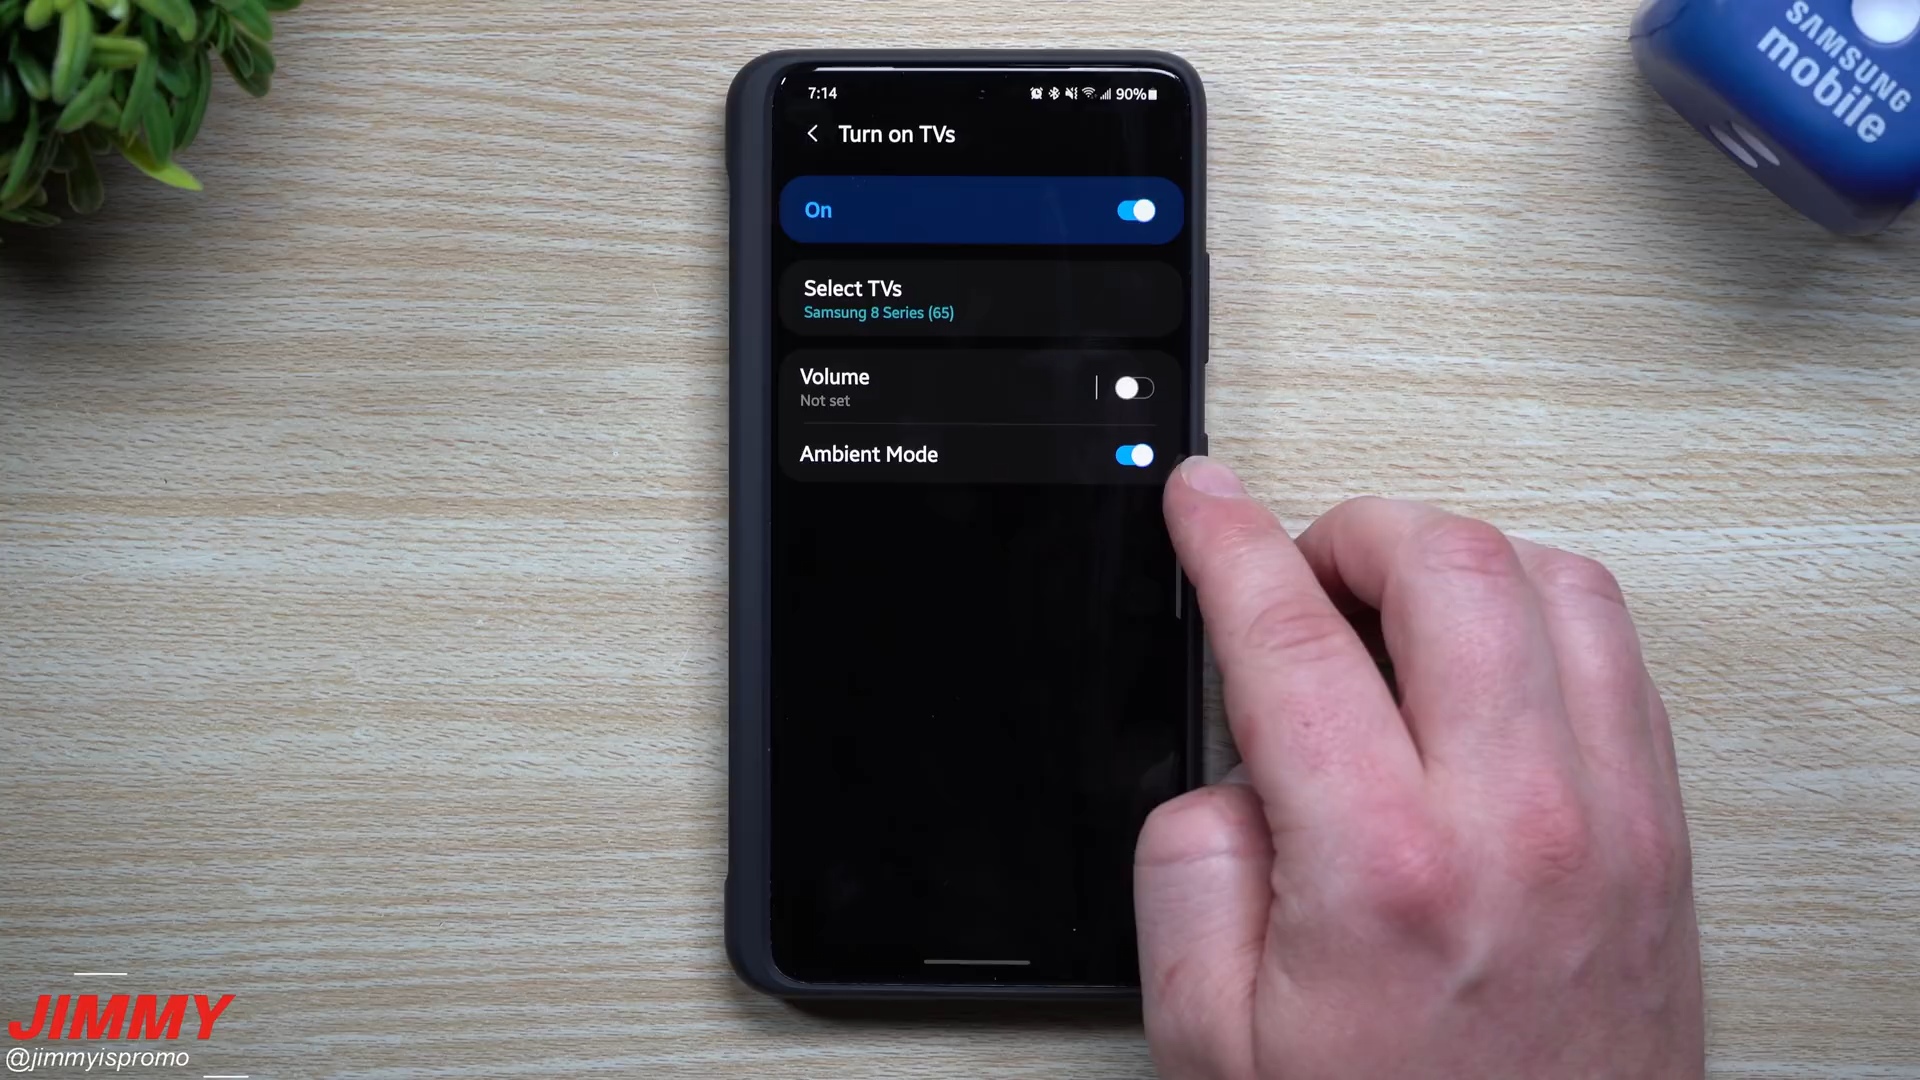 7:14
90%
Turn on TVs
On
Select TVs
Samsung 8 Series (65)
Volume
Not set
Ambient Mode
SAMSUNG
mobile
JIMMY
@jimmyispromo